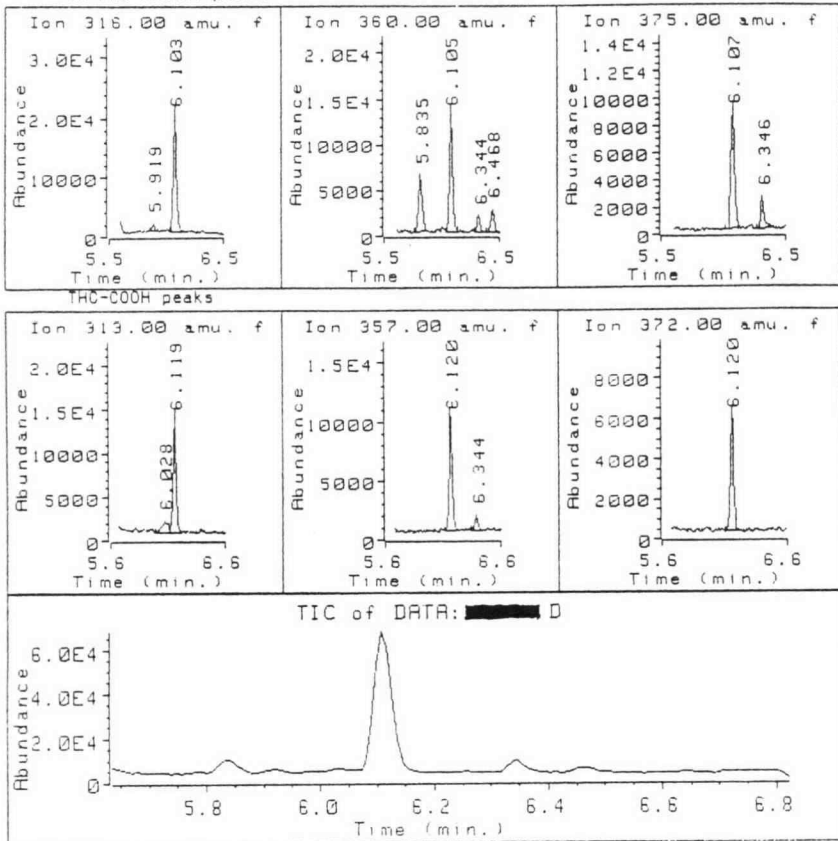 Ion 316.00 amu. f
3.0E4
2.0E4
10000
0
Abundance
5.919
6.103
5.5 6.5
Time (min.)
Ion 360.00 amu. f
2.0E4
1.5E4
10000
5000
0
Abundance
5.835
6.105
6.344
6.468
5.5 6.5
Time (min.)
Ion 375.00 amu. f
1.4E4
1.2E4
10000
8000
6000
4000
2000
0
Abundance
6.107
6.346
5.5 6.5
Time (min.)
THC-COOH peaks
Ion 313.00 amu. f
2.0E4
1.5E4
10000
5000
0
Abundance
6.028
6.119
5.6 6.6
Time (min.)
Ion 357.00 amu. f
1.5E4
10000
5000
0
Abundance
6.120
6.344
5.6 6.6
Time (min.)
Ion 372.00 amu. f
8000
6000
4000
2000
0
Abundance
6.120
5.6 6.6
Time (min.)
TIC of DATA: D
6.0E4
4.0E4
2.0E4
0
Abundance
5.8 6.0 6.2 6.4 6.6 6.8
Time (min.)